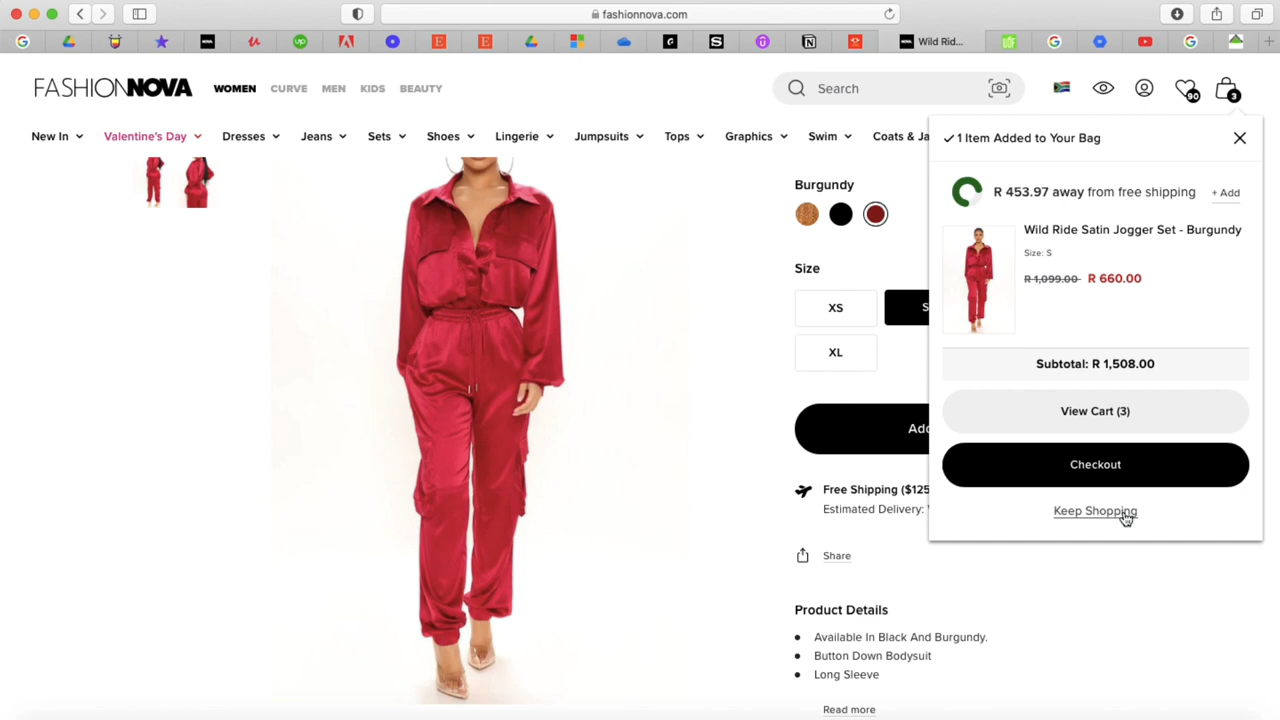 fashionnova.com
Wild Rid...
FASHIONNOVA
WOMEN
CURVE
MEN
KIDS
BEAUTY
Search
90
3
New In
Valentine's Day
Dresses
Jeans
Sets
Shoes
Lingerie
Jumpsuits
Tops
Graphics
Swim
Coats & Ja
✓ 1 Item Added to Your Bag
R 453.97 away from free shipping
+ Add
Wild Ride Satin Jogger Set - Burgundy
Size: S
R 1,099.00 R 660.00
Subtotal: R 1,508.00
View Cart (3)
Checkout
Keep Shopping
Burgundy
Size
XS
S
XL
Free Shipping ($125
Estimated Delivery:
Share
Product Details
Available In Black And Burgundy.
Button Down Bodysuit
Long Sleeve
Read more